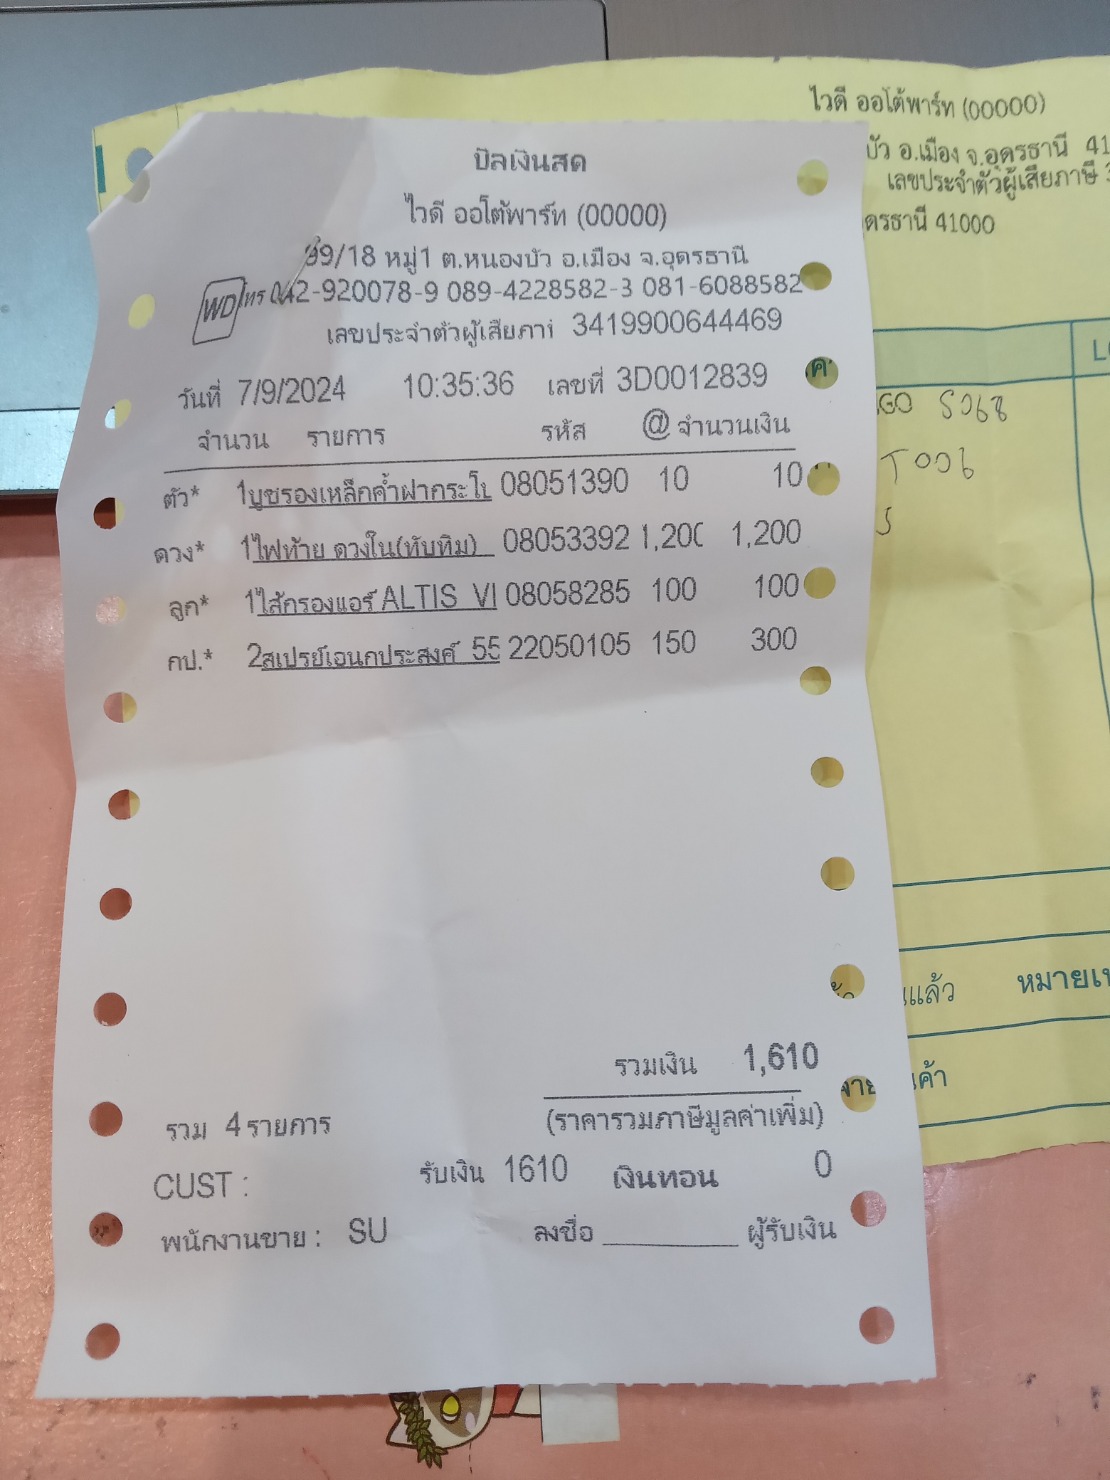 บิลเงินสด
ไวดี ออโต้พาร์ท (00000)
99/18 หมู่1 ต.หนองบัว อ.เมือง จ.อุดรธานี
WD โทร 042-920078-9 089-4228582-3 081-6088582
เลขประจำตัวผู้เสียภาษี 3419900644469
วันที่ 7/9/2024 10:35:36 เลขที่ 3D0012839
จำนวน รายการ รหัส @ จำนวนเงิน
ตัว* 1บูชรองเหล็กค้ำฝากระโป 08051390 10 10
ดวง* 1ไฟท้าย ดวงใน(ทับทิม) 08053392 1,200 1,200
ลูก* 1ไส้กรองแอร์ ALTIS VI 08058285 100 100
กป.* 2สเปรย์เอนกประสงค์ 55 22050105 150 300
รวมเงิน 1,610
รวม 4 รายการ (ราคารวมภาษีมูลค่าเพิ่ม)
CUST : รับเงิน 1610 เงินทอน 0
พนักงานขาย : SU ลงชื่อ ผู้รับเงิน
ไวดี ออโต้พาร์ท (00000)
บัว อ.เมือง จ.อุดรธานี 41
เลขประจำตัวผู้เสียภาษี 3
ดรธานี 41000
GO S068
T006
S
แล้ว หมายเห
ค้า